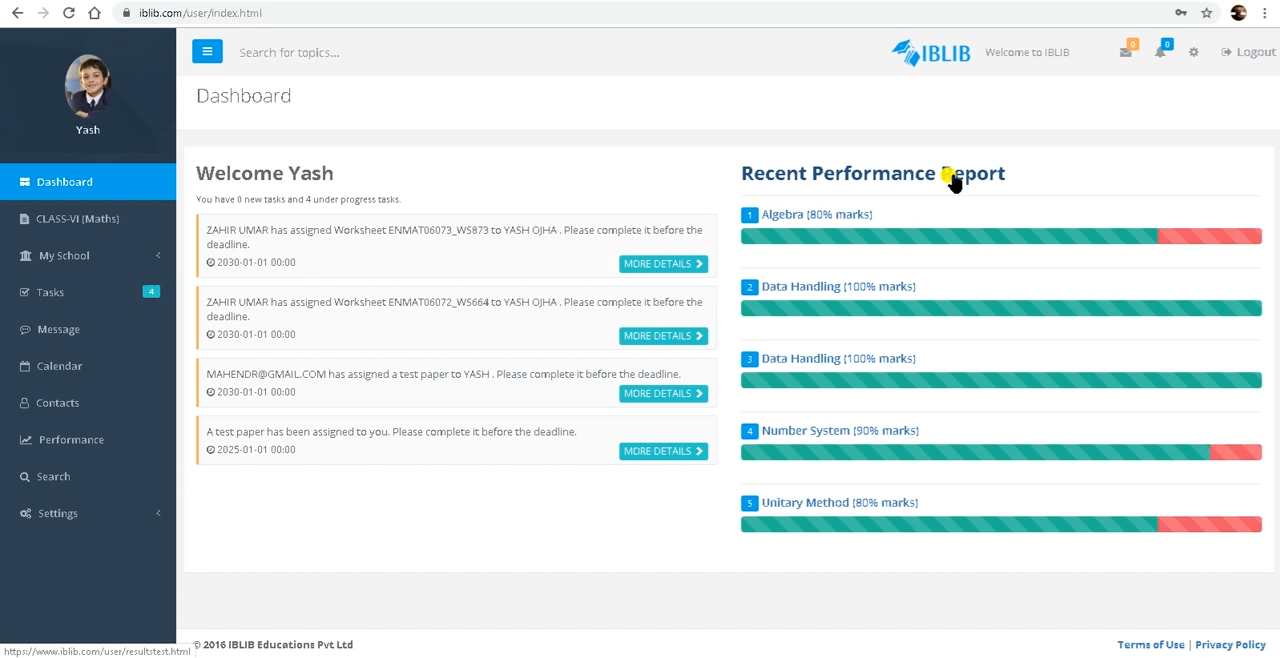 iblib.com/user/index.html
Search for topics...
IBLIB
Welcome to IBLIB
0
0
Logout
Yash
Dashboard
CLASS-VI [Maths]
My School
Tasks
4
Message
Calendar
Contacts
Performance
Search
Settings
Dashboard
Welcome Yash
You have 0 new tasks and 4 under progress tasks.
ZAHIR UMAR has assigned Worksheet ENMAT06073_WS873 to YASH OJHA . Please complete it before the
deadline.
2030-01-01 00:00
MORE DETAILS
ZAHIR UMAR has assigned Worksheet ENMAT06072_WS664 to YASH OJHA . Please complete it before the
deadline.
2030-01-01 00:00
MORE DETAILS
MAHENDR@GMAIL.COM has assigned a test paper to YASH . Please complete it before the deadline.
2030-01-01 00:00
MORE DETAILS
A test paper has been assigned to you. Please complete it before the deadline.
2025-01-01 00:00
MORE DETAILS
Recent Performance Report
1 Algebra [80% marks]
2 Data Handling [100% marks]
3 Data Handling [100% marks]
4 Number System [90% marks]
5 Unitary Method [80% marks]
© 2016 IBLIB Educations Pvt Ltd
Terms of Use | Privacy Policy
https://www.iblib.com/user/resultstest.html